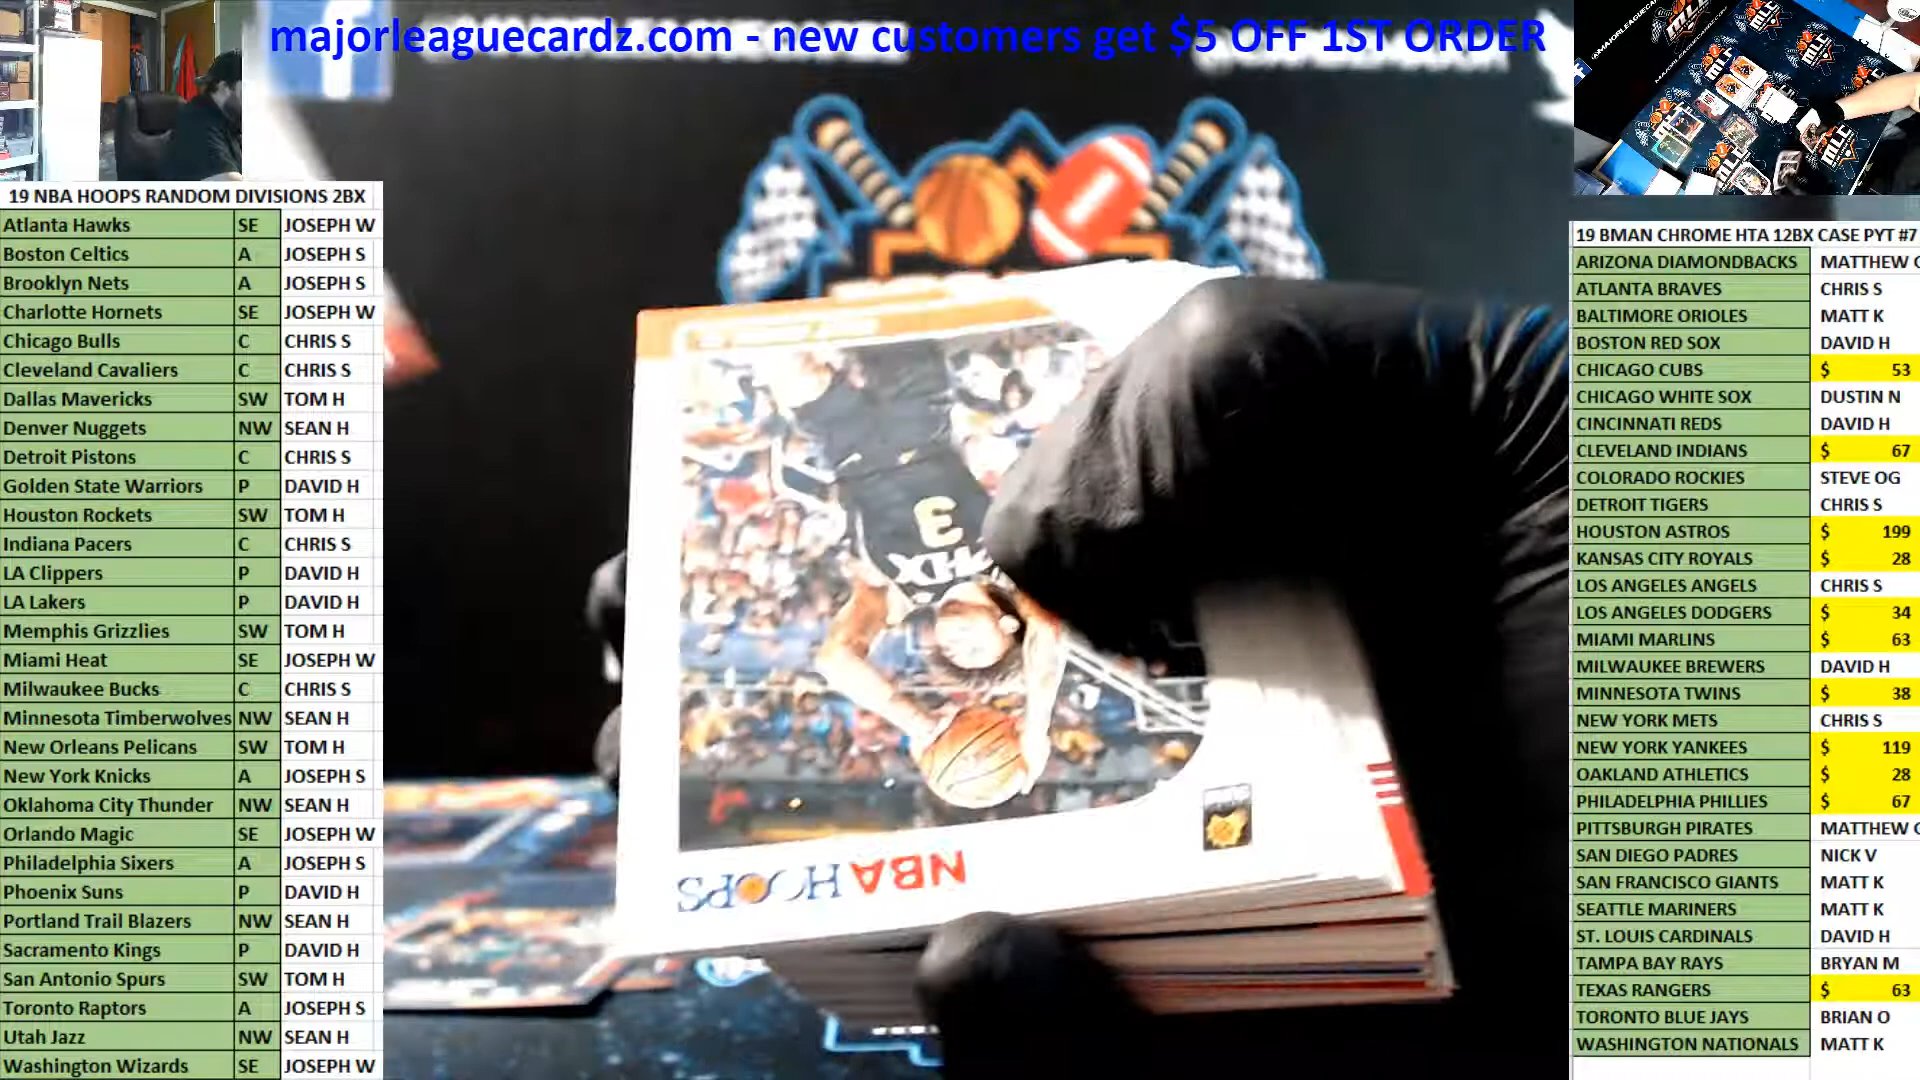 majorleaguecardz.com - new customers get $5 OFF 1ST ORDER
19 NBA HOOPS RANDOM DIVISIONS 2BX
Atlanta Hawks SE JOSEPH W
Boston Celtics A JOSEPH S
Brooklyn Nets A JOSEPH S
Charlotte Hornets SE JOSEPH W
Chicago Bulls C CHRIS S
Cleveland Cavaliers C CHRIS S
Dallas Mavericks SW TOM H
Denver Nuggets NW SEAN H
Detroit Pistons C CHRIS S
Golden State Warriors P DAVID H
Houston Rockets SW TOM H
Indiana Pacers C CHRIS S
LA Clippers P DAVID H
LA Lakers P DAVID H
Memphis Grizzlies SW TOM H
Miami Heat SE JOSEPH W
Milwaukee Bucks C CHRIS S
Minnesota Timberwolves NW SEAN H
New Orleans Pelicans SW TOM H
New York Knicks A JOSEPH S
Oklahoma City Thunder NW SEAN H
Orlando Magic SE JOSEPH W
Philadelphia Sixers A JOSEPH S
Phoenix Suns P DAVID H
Portland Trail Blazers NW SEAN H
Sacramento Kings P DAVID H
San Antonio Spurs SW TOM H
Toronto Raptors A JOSEPH S
Utah Jazz NW SEAN H
Washington Wizards SE JOSEPH W
3
PHX
NBA HOOPS
MLC
19 BMAN CHROME HTA 12BX CASE PYT #7
ARIZONA DIAMONDBACKS MATTHEW
ATLANTA BRAVES CHRIS S
BALTIMORE ORIOLES MATT K
BOSTON RED SOX DAVID H
CHICAGO CUBS $ 53
CHICAGO WHITE SOX DUSTIN N
CINCINNATI REDS DAVID H
CLEVELAND INDIANS $ 67
COLORADO ROCKIES STEVE OG
DETROIT TIGERS CHRIS S
HOUSTON ASTROS $ 199
KANSAS CITY ROYALS $ 28
LOS ANGELES ANGELS CHRIS S
LOS ANGELES DODGERS $ 34
MIAMI MARLINS $ 63
MILWAUKEE BREWERS DAVID H
MINNESOTA TWINS $ 38
NEW YORK METS CHRIS S
NEW YORK YANKEES $ 119
OAKLAND ATHLETICS $ 28
PHILADELPHIA PHILLIES $ 67
PITTSBURGH PIRATES MATTHEW
SAN DIEGO PADRES NICK V
SAN FRANCISCO GIANTS MATT K
SEATTLE MARINERS MATT K
ST. LOUIS CARDINALS DAVID H
TAMPA BAY RAYS BRYAN M
TEXAS RANGERS $ 63
TORONTO BLUE JAYS BRIAN O
WASHINGTON NATIONALS MATT K